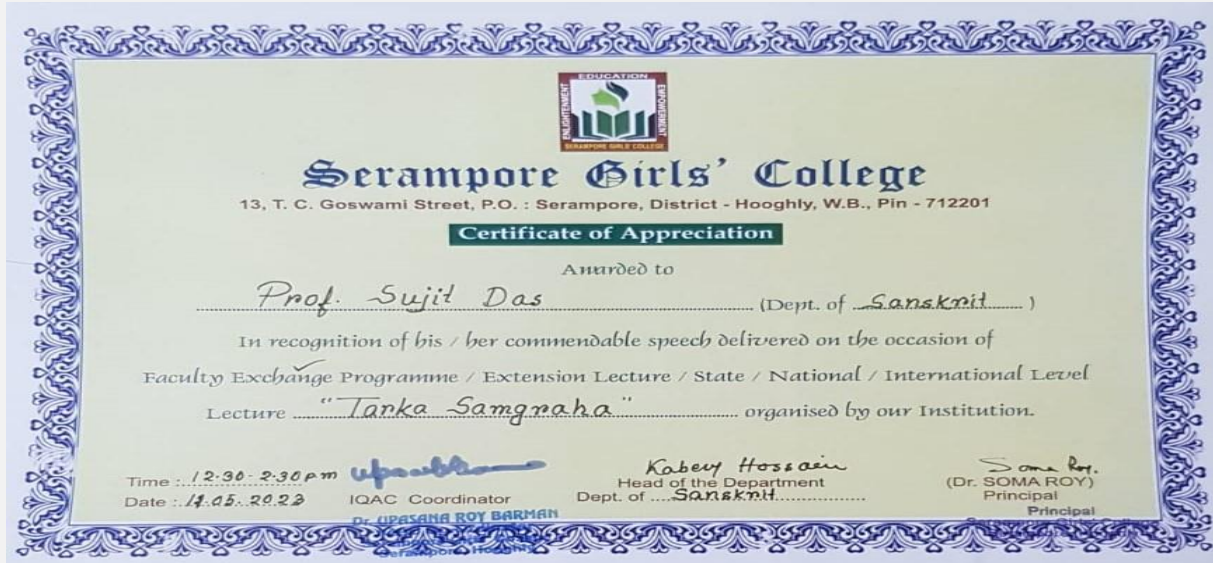 EDUCATION
ENLIGHTENMENT
EMPOWERMENT
SERAMPORE GIRLS' COLLEGE
Serampore Girls' College
13, T. C. Goswami Street, P.O. : Serampore, District - Hooghly, W.B., Pin - 712201
Certificate of Appreciation
Awarded to
Prof. Sujit Das (Dept. of Sanskrit )
In recognition of his / her commendable speech delivered on the occasion of
Faculty Exchange Programme / Extension Lecture / State / National / International Level
Lecture "Tarka Samgraha" organised by our Institution.
Time : 12-30-2-30 pm Kabery Hossain Soma Roy.
Head of the Department (Dr. SOMA ROY)
Date : .05.2023 IQAC Coordinator Dept. of Sanskrit Principal
Dr. UPASANA ROY BARMAN Principal
Serampore, Hooghly